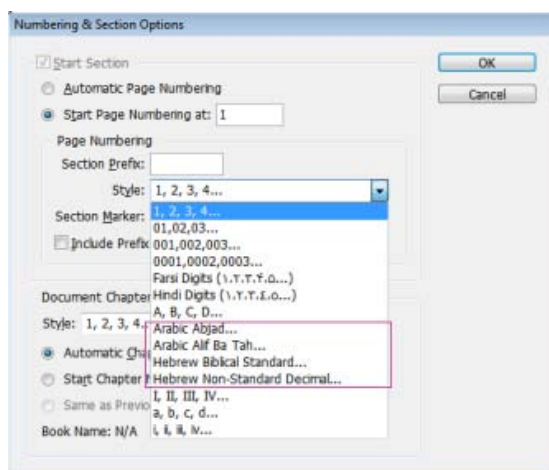 Numbering & Section Options
Start Section
OK
Automatic Page Numbering
Cancel
Start Page Numbering at: 1
Page Numbering
Section Prefix:
Style: 1, 2, 3, 4...
Section Marker:
1, 2, 3, 4...
01,02,03...
Include Prefix
001,002,003...
0001,0002,0003...
Farsi Digits (۱،۲،۳،۴،۵...)
Document Chapter
Hindi Digits (١،٢،٣،٤،٥...)
A, B, C, D...
Style: 1, 2, 3, 4...
Arabic Abjad...
Arabic Alif Ba Tah...
Automatic
Hebrew Biblical Standard...
Start Chapter
Hebrew Non-Standard Decimal...
Same as
I, II, III, IV...
a, b, c, d...
Book Name: N/A
i, ii, iii, iv...